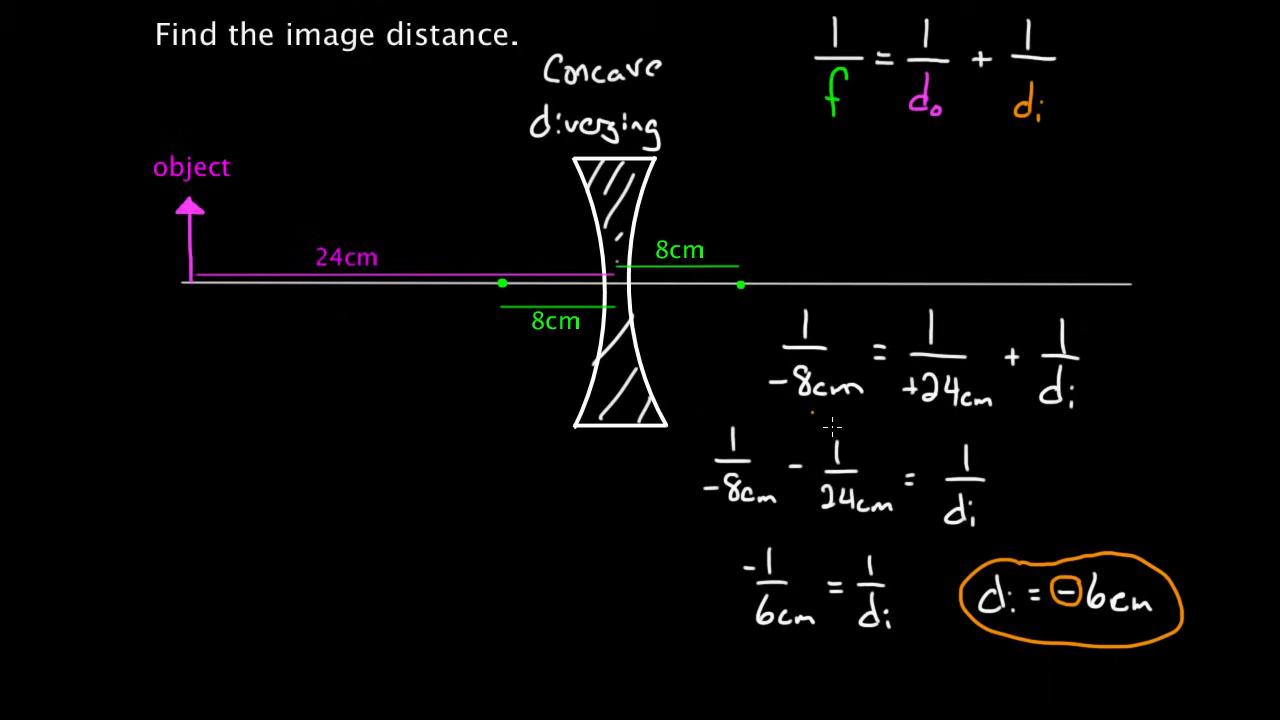 Find the image distance.
Concave
diverging
1/f = 1/do + 1/di
object
24cm
8cm
8cm
1/-8cm = 1/+24cm + 1/di
1/-8cm - 1/24cm = 1/di
-1/6cm = 1/di
di = -6cm